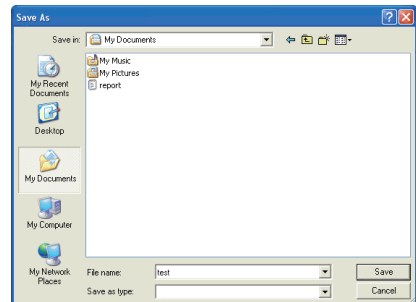 Save As
Save in: My Documents
My Music
My Pictures
report
My Recent
Documents
Desktop
My Documents
My Computer
My Network
Places
File name: test Save
Save as type: Cancel